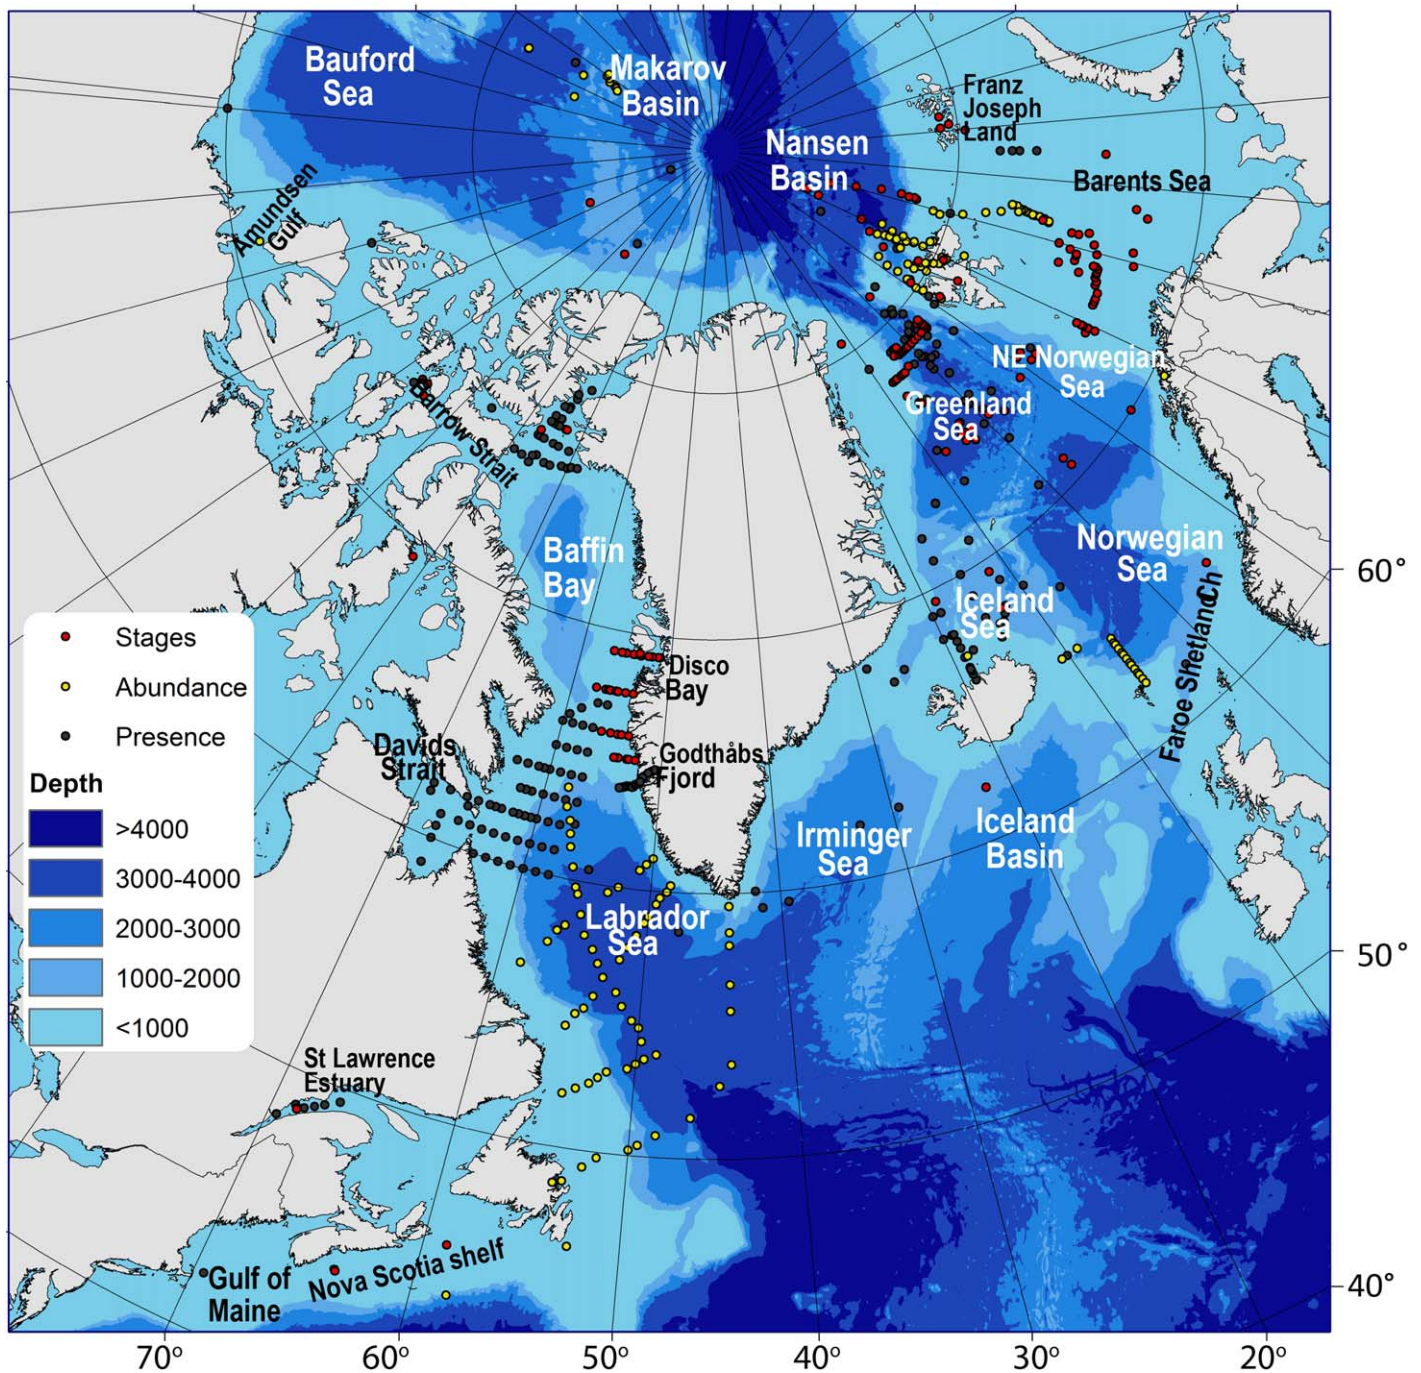 Bauford
Sea
Makarov
Basin
Franz
Joseph
Land
Nansen
Basin
Barents Sea
Amundsen
Gulf
NE Norwegian
Sea
Greenland
Sea
Barrow Strait
Baffin
Bay
Norwegian
Sea
60°
Iceland
Sea
Faroe Shetland Ch
Stages
Abundance
Presence
Depth
>4000
3000-4000
2000-3000
1000-2000
<1000
Disco
Bay
Davids
Strait
Godthåbs
Fjord
Irminger
Sea
Iceland
Basin
Labrador
Sea
50°
St Lawrence
Estuary
Gulf of
Maine
Nova Scotia shelf
40°
70°
60°
50°
40°
30°
20°